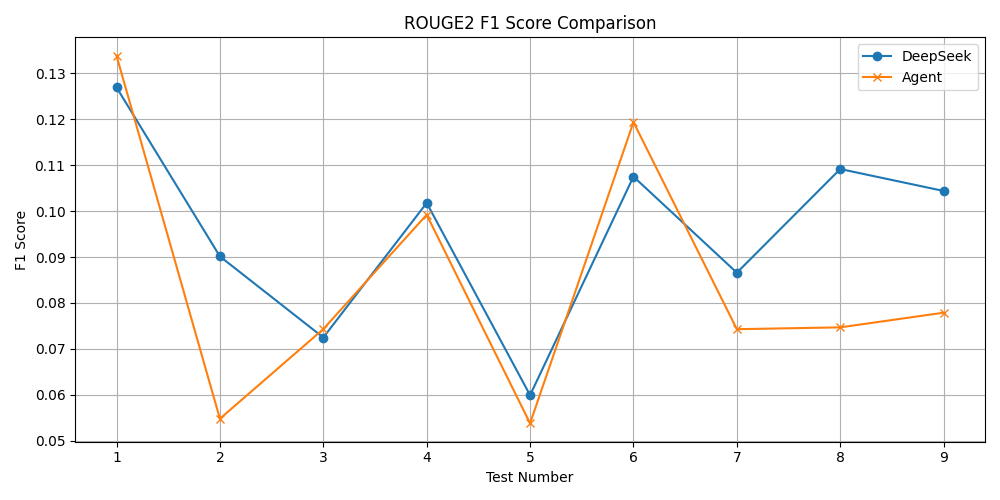 ROUGE2 F1 Score Comparison
DeepSeek
Agent
F1 Score
0.13
0.12
0.11
0.10
0.09
0.08
0.07
0.06
0.05
1 2 3 4 5 6 7 8 9
Test Number